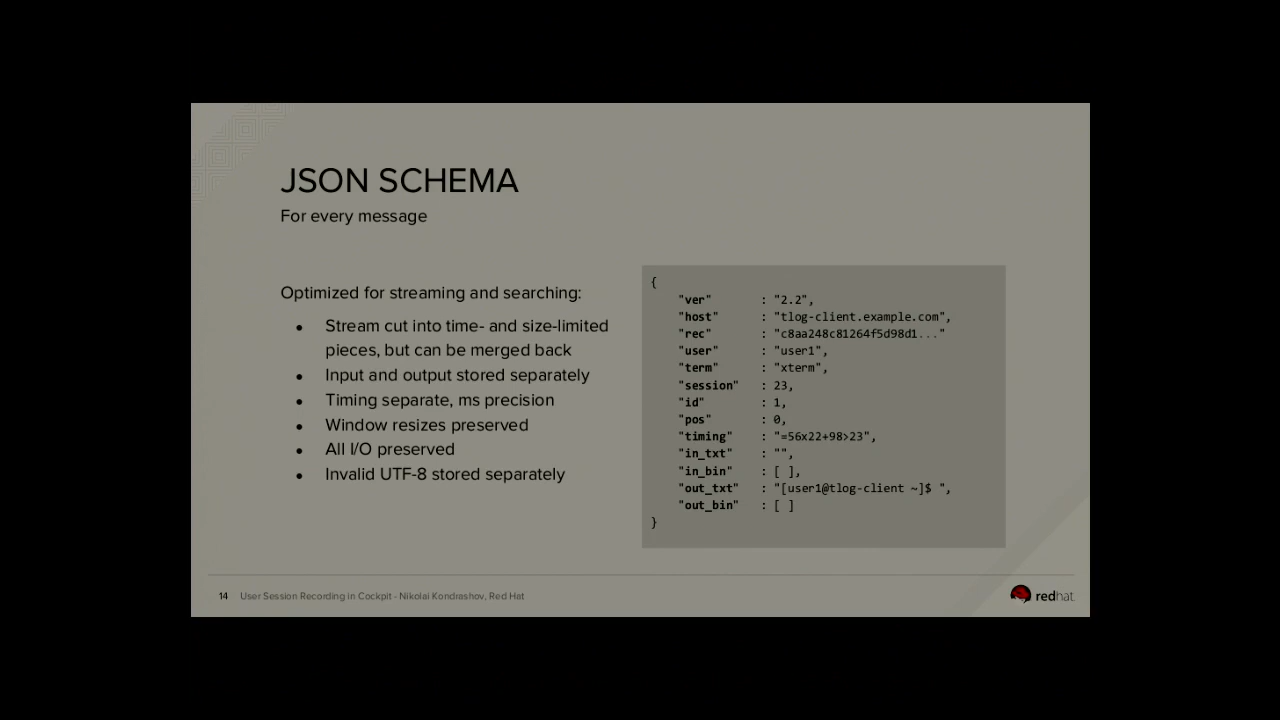 JSON SCHEMA
For every message
Optimized for streaming and searching:
● Stream cut into time- and size-limited
pieces, but can be merged back
● Input and output stored separately
● Timing separate, ms precision
● Window resizes preserved
● All I/O preserved
● Invalid UTF-8 stored separately
{
"ver" : "2.2",
"host" : "tlog-client.example.com",
"rec" : "c8aa248c81264f5d98d1..."
"user" : "user1",
"term" : "xterm",
"session" : 23,
"id" : 1,
"pos" : 0,
"timing" : "=56x22+98>23",
"in_txt" : "",
"in_bin" : [ ],
"out_txt" : "[user1@tlog-client ~]$ ",
"out_bin" : [ ]
}
14 User Session Recording in Cockpit - Nikolai Kondrashov, Red Hat
redhat